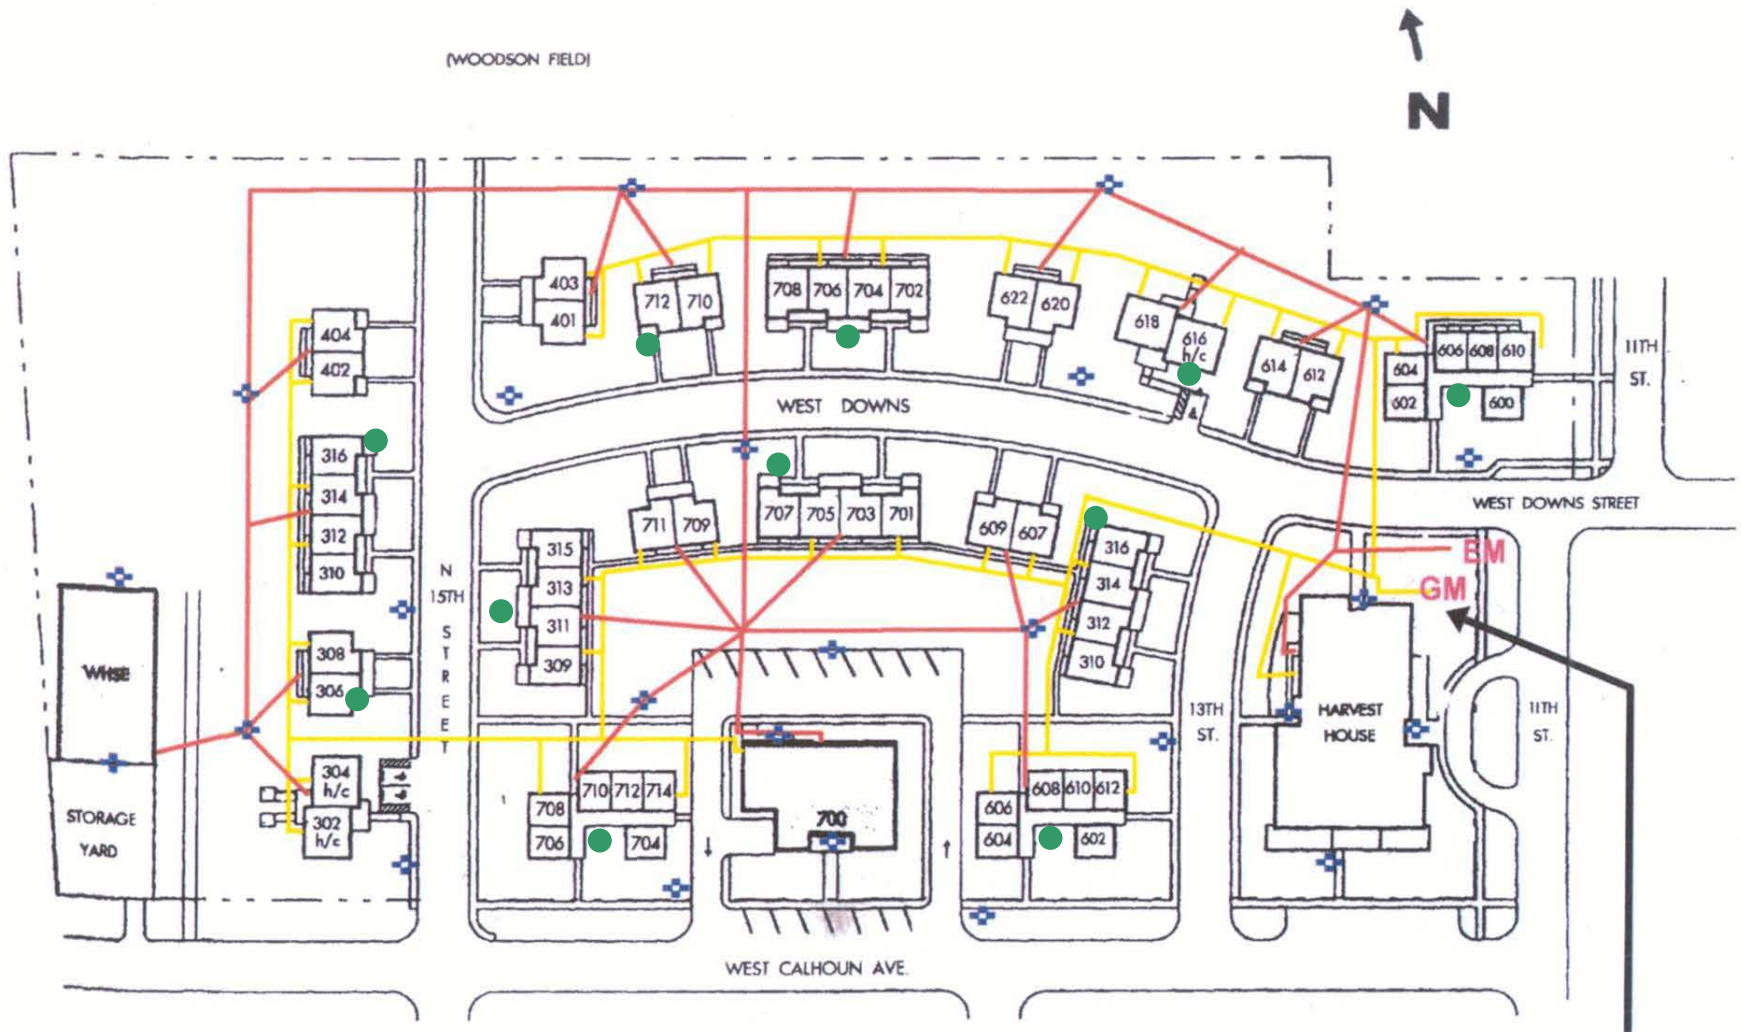 (WOODSON FIELD)
N
403
401
712 710
708 706 704 702
622 620
618
616
h/c
614 612
604
602
606 608 610
600
11TH
ST.
404
402
WEST DOWNS
316
314
312
310
711 709
707 705 703 701
609 607
WEST DOWNS STREET
315
313
311
309
316
314
312
310
EM
GM
N
15TH
S
T
R
E
E
T
WHSE
308
306
13TH
ST.
HARVEST
HOUSE
11TH
ST.
304
h/c
302
h/c
STORAGE
YARD
708
706
710 712 714
704
700
606
604
608 610 612
602
WEST CALHOUN AVE.